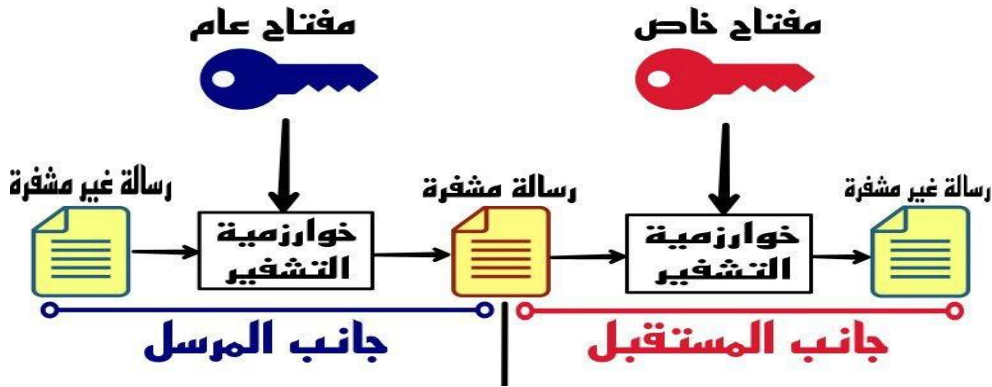 مفتاح عام
مفتاح خاص
رسالة غير مشفرة
خوارزمية
التشفير
رسالة مشفرة
خوارزمية
التشفير
رسالة غير مشفرة
جانب المرسل
جانب المستقبل